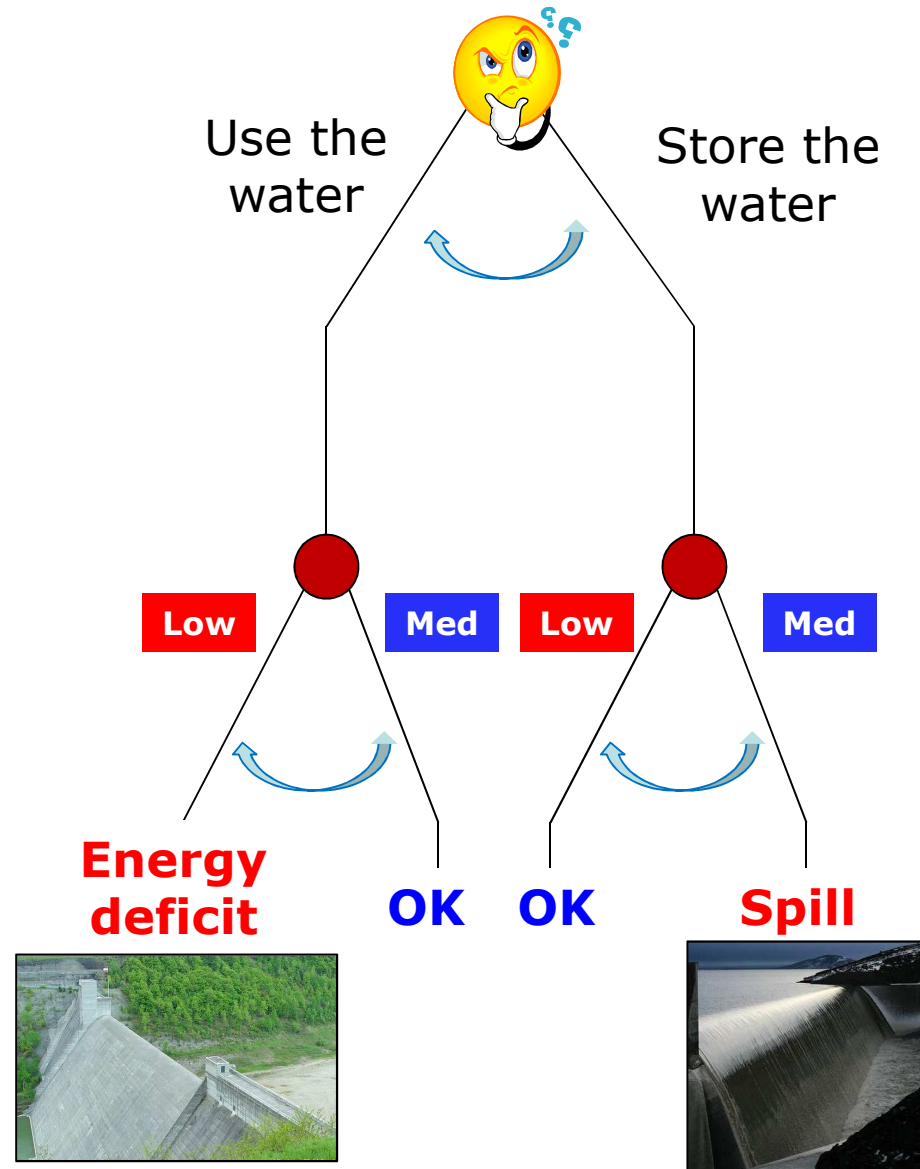 ??
Use the
water
Store the
water
Low
Med
Low
Med
Energy
deficit
OK
OK
Spill